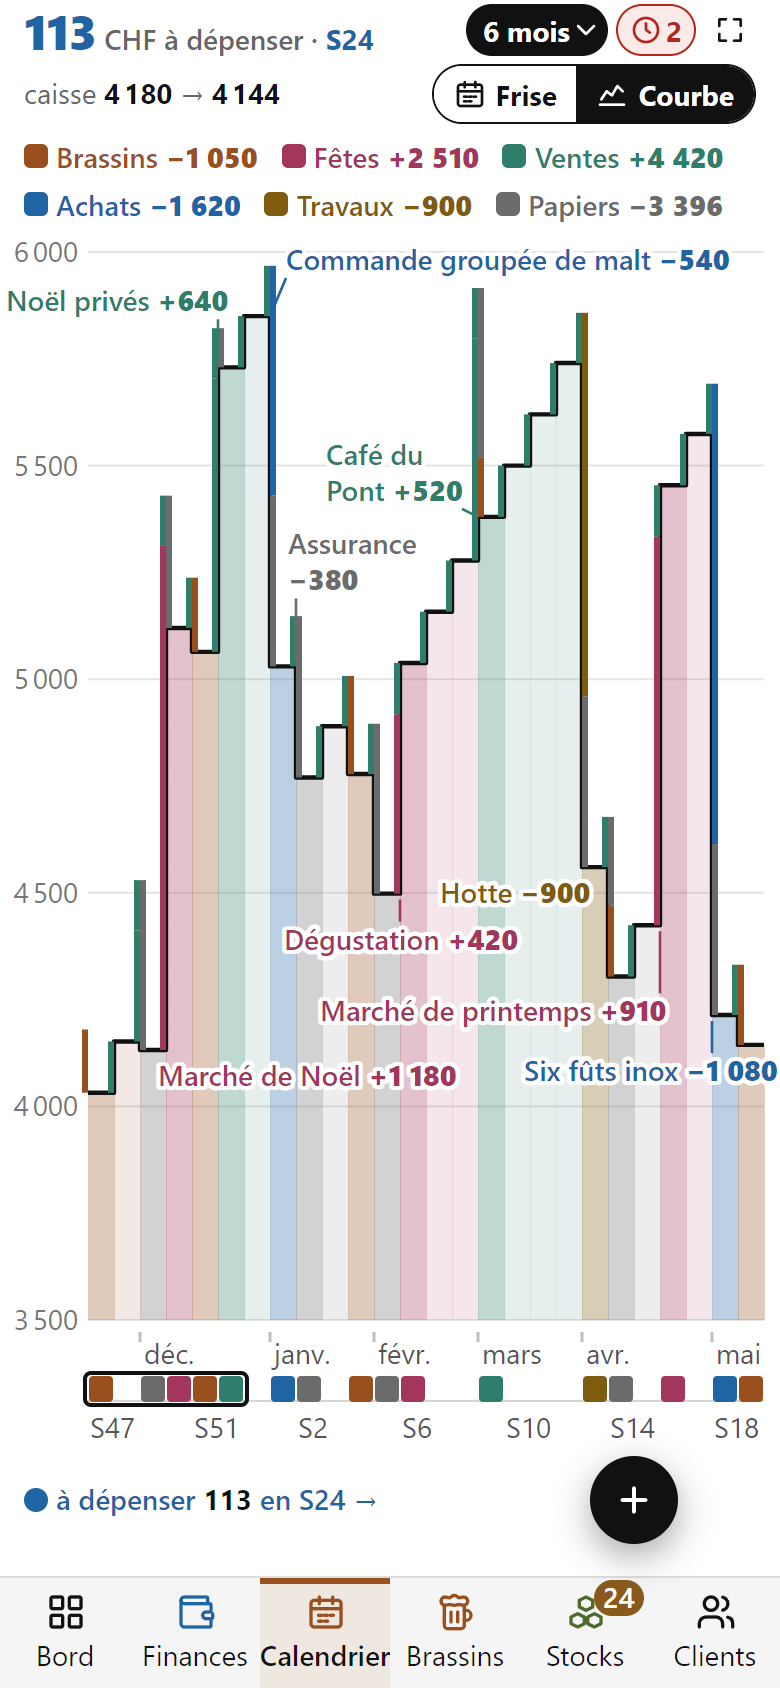 113 CHF à dépenser · S24
6 mois
2
caisse 4 180 → 4 144
Frise
Courbe
Brassins −1 050
Fêtes +2 510
Ventes +4 420
Achats −1 620
Travaux −900
Papiers −3 396
6 000
Commande groupée de malt −540
Noël privés +640
5 500
Café du
Pont +520
Assurance
−380
5 000
4 500
Hotte −900
Dégustation +420
Marché de printemps +910
Marché de Noël +1 180
Six fûts inox −1 080
4 000
3 500
déc.
janv.
févr.
mars
avr.
mai
S47
S51
S2
S6
S10
S14
S18
à dépenser 113 en S24 →
24
Bord
Finances
Calendrier
Brassins
Stocks
Clients